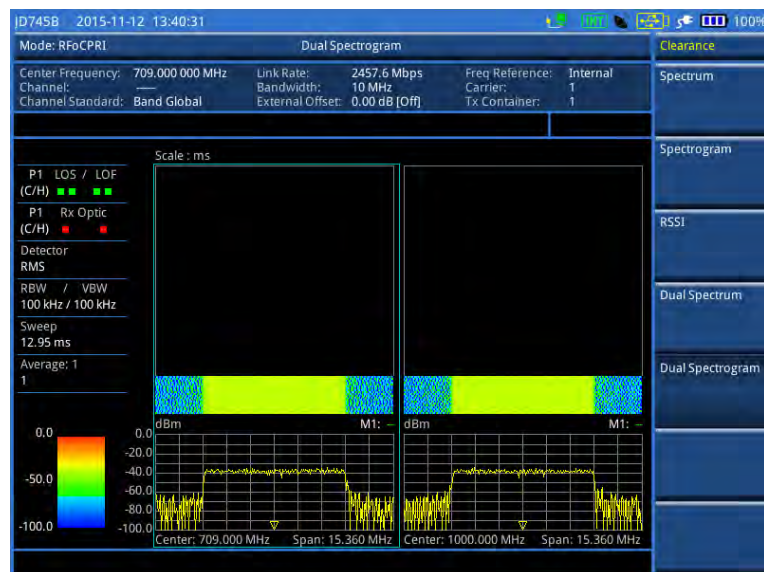 JD745B 2015-11-12 13:40:31 HNT 100%
Mode: RFoCPRI Dual Spectrogram Clearance
Center Frequency: 709.000 000 MHz Link Rate: 2457.6 Mbps Freq Reference: Internal
Channel: ---- Bandwidth: 10 MHz Carrier: 1
Channel Standard: Band Global External Offset: 0.00 dB [Off] Tx Container: 1
Spectrum
Spectrogram
RSSI
Dual Spectrum
Dual Spectrogram
Scale : ms
P1 LOS / LOF
(C/H)
P1 Rx Optic
(C/H)
Detector
RMS
RBW / VBW
100 kHz / 100 kHz
Sweep
12.95 ms
Average: 1
1
0.0
-50.0
-100.0
dBm M1: -- dBm M1: --
0.0
-20.0
-40.0
-60.0
-80.0
-100.0
Center: 709.000 MHz Span: 15.360 MHz Center: 1000.000 MHz Span: 15.360 MHz